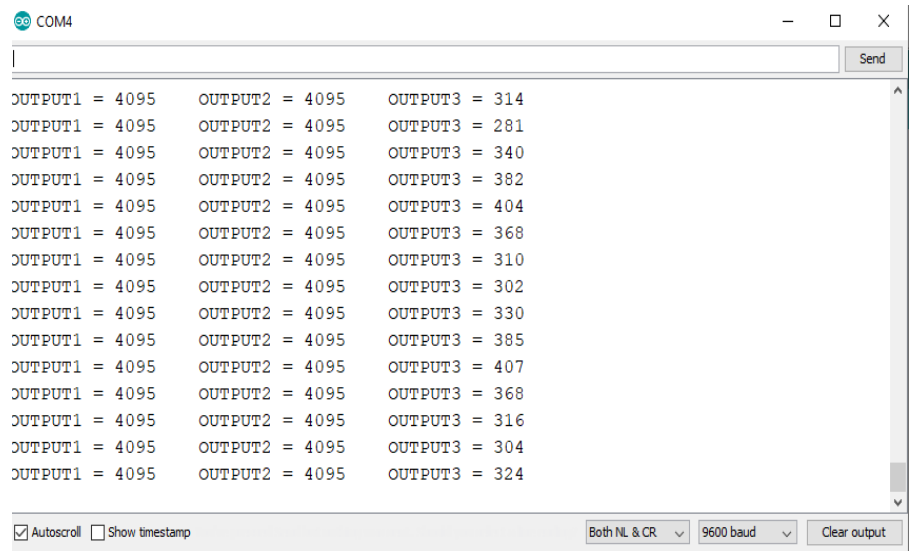 COM4
Send
OUTPUT1 = 4095 OUTPUT2 = 4095 OUTPUT3 = 314
OUTPUT1 = 4095 OUTPUT2 = 4095 OUTPUT3 = 281
OUTPUT1 = 4095 OUTPUT2 = 4095 OUTPUT3 = 340
OUTPUT1 = 4095 OUTPUT2 = 4095 OUTPUT3 = 382
OUTPUT1 = 4095 OUTPUT2 = 4095 OUTPUT3 = 404
OUTPUT1 = 4095 OUTPUT2 = 4095 OUTPUT3 = 368
OUTPUT1 = 4095 OUTPUT2 = 4095 OUTPUT3 = 310
OUTPUT1 = 4095 OUTPUT2 = 4095 OUTPUT3 = 302
OUTPUT1 = 4095 OUTPUT2 = 4095 OUTPUT3 = 330
OUTPUT1 = 4095 OUTPUT2 = 4095 OUTPUT3 = 385
OUTPUT1 = 4095 OUTPUT2 = 4095 OUTPUT3 = 407
OUTPUT1 = 4095 OUTPUT2 = 4095 OUTPUT3 = 368
OUTPUT1 = 4095 OUTPUT2 = 4095 OUTPUT3 = 316
OUTPUT1 = 4095 OUTPUT2 = 4095 OUTPUT3 = 304
OUTPUT1 = 4095 OUTPUT2 = 4095 OUTPUT3 = 324
Autoscroll Show timestamp Both NL & CR 9600 baud Clear output